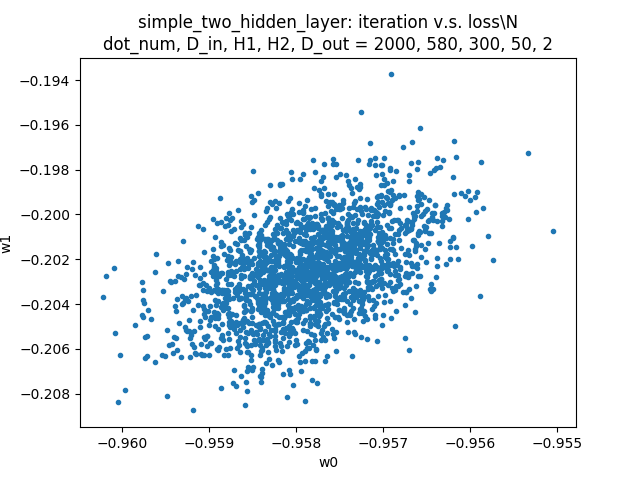 simple_two_hidden_layer: iteration v.s. loss\N
dot_num, D_in, H1, H2, D_out = 2000, 580, 300, 50, 2
−0.194
−0.196
−0.198
−0.200
−0.202
−0.204
−0.206
−0.208
w1
−0.960 −0.959 −0.958 −0.957 −0.956 −0.955
w0